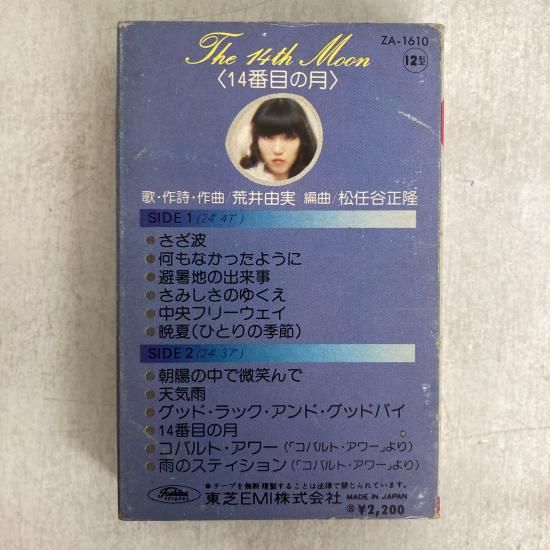 The 14th Moon
ZA-1610
12型
〈14番目の月〉
歌・作詩・作曲/荒井由実 編曲/松任谷正隆
SIDE 1 (24'41")
●さざ波
●何もなかったように
●避暑地の出来事
●さみしさのゆくえ
●中央フリーウェイ
●晩夏(ひとりの季節)
SIDE 2 (24'37")
●朝陽の中で微笑んで
●天気雨
●グッド・ラック・アンド・グッドバイ
●14番目の月
●コバルト・アワー(「コバルト・アワー」より)
●雨のスティション(「コバルト・アワー」より)
Toshiba RECORDS
●テープを無断複製することは法律で禁じられています。
東芝EMI株式会社 MADE IN JAPAN
¥2,200